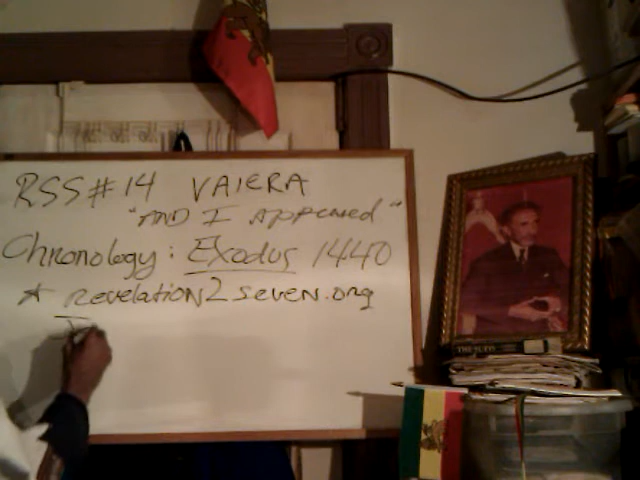 RSS #14 VAIERA
"AND I Appeared"
Chronology: Exodus 1440
* revelation2seven.org